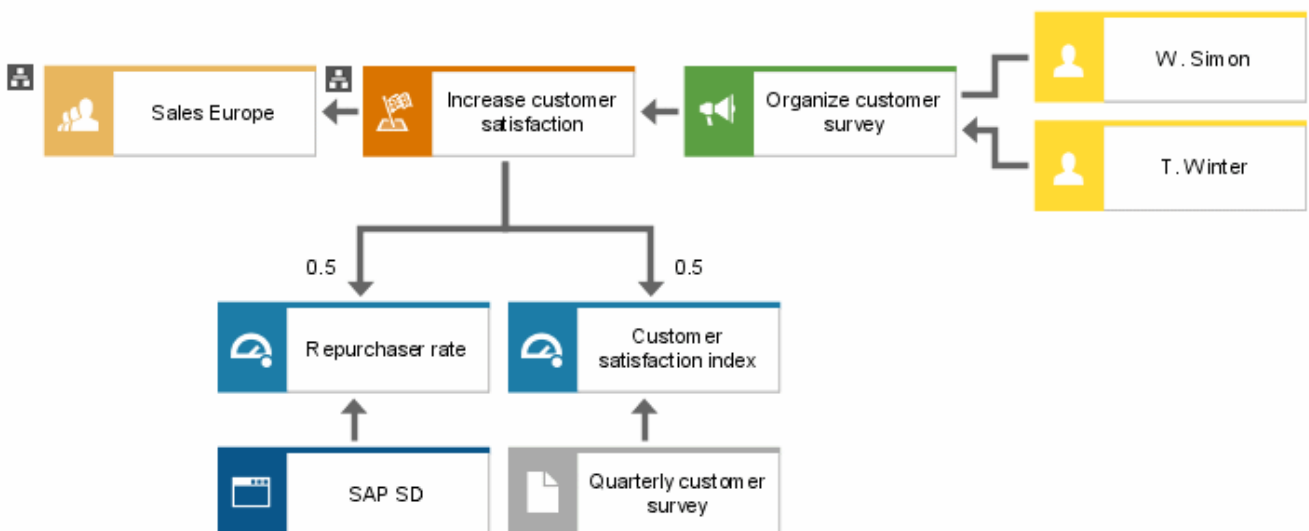 W. Simon
Sales Europe
Increase customer
satisfaction
Organize customer
survey
T. Winter
0.5
0.5
Repurchaser rate
Customer
satisfaction index
SAP SD
Quarterly customer
survey